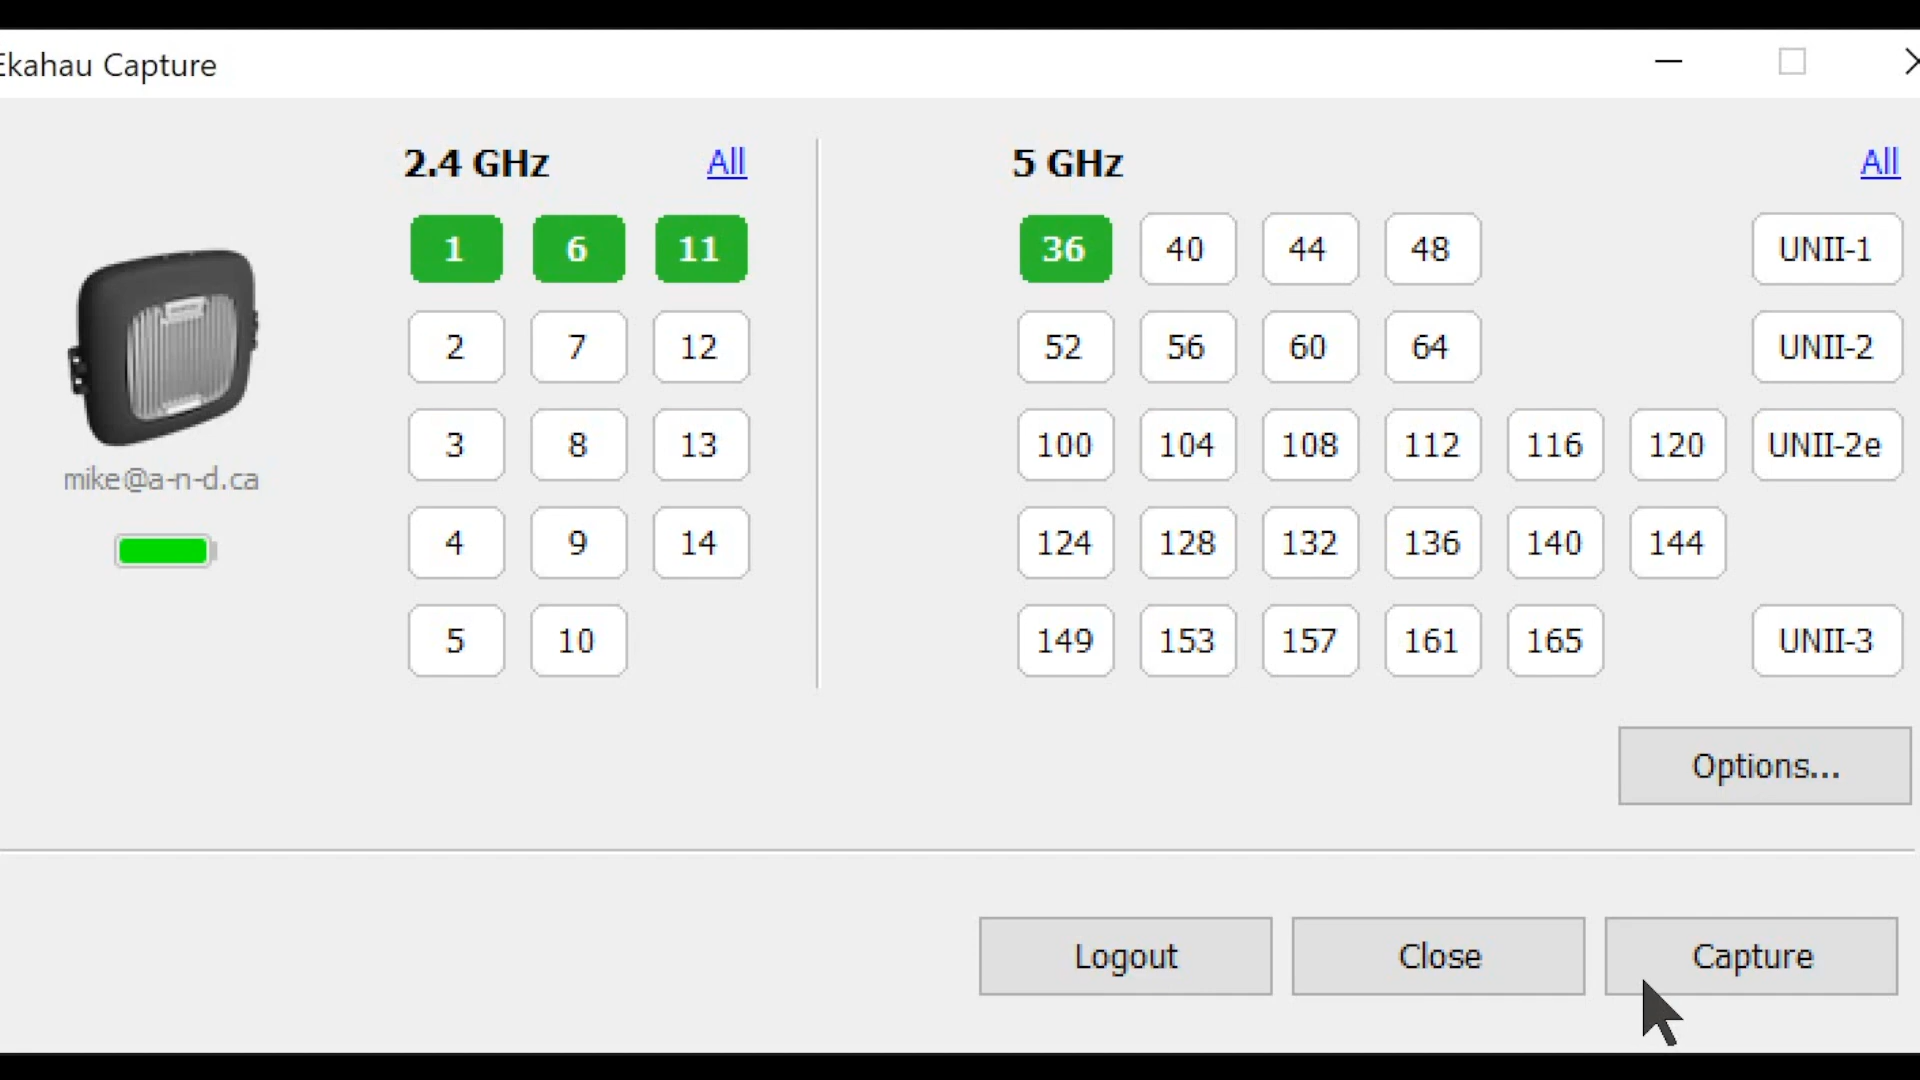 Ekahau Capture
2.4 GHz All
5 GHz All
1 6 11
36 40 44 48 UNII-1
2 7 12
52 56 60 64 UNII-2
3 8 13
100 104 108 112 116 120 UNII-2e
mike@a-n-d.ca
4 9 14
124 128 132 136 140 144
5 10
149 153 157 161 165 UNII-3
Options...
Logout Close Capture